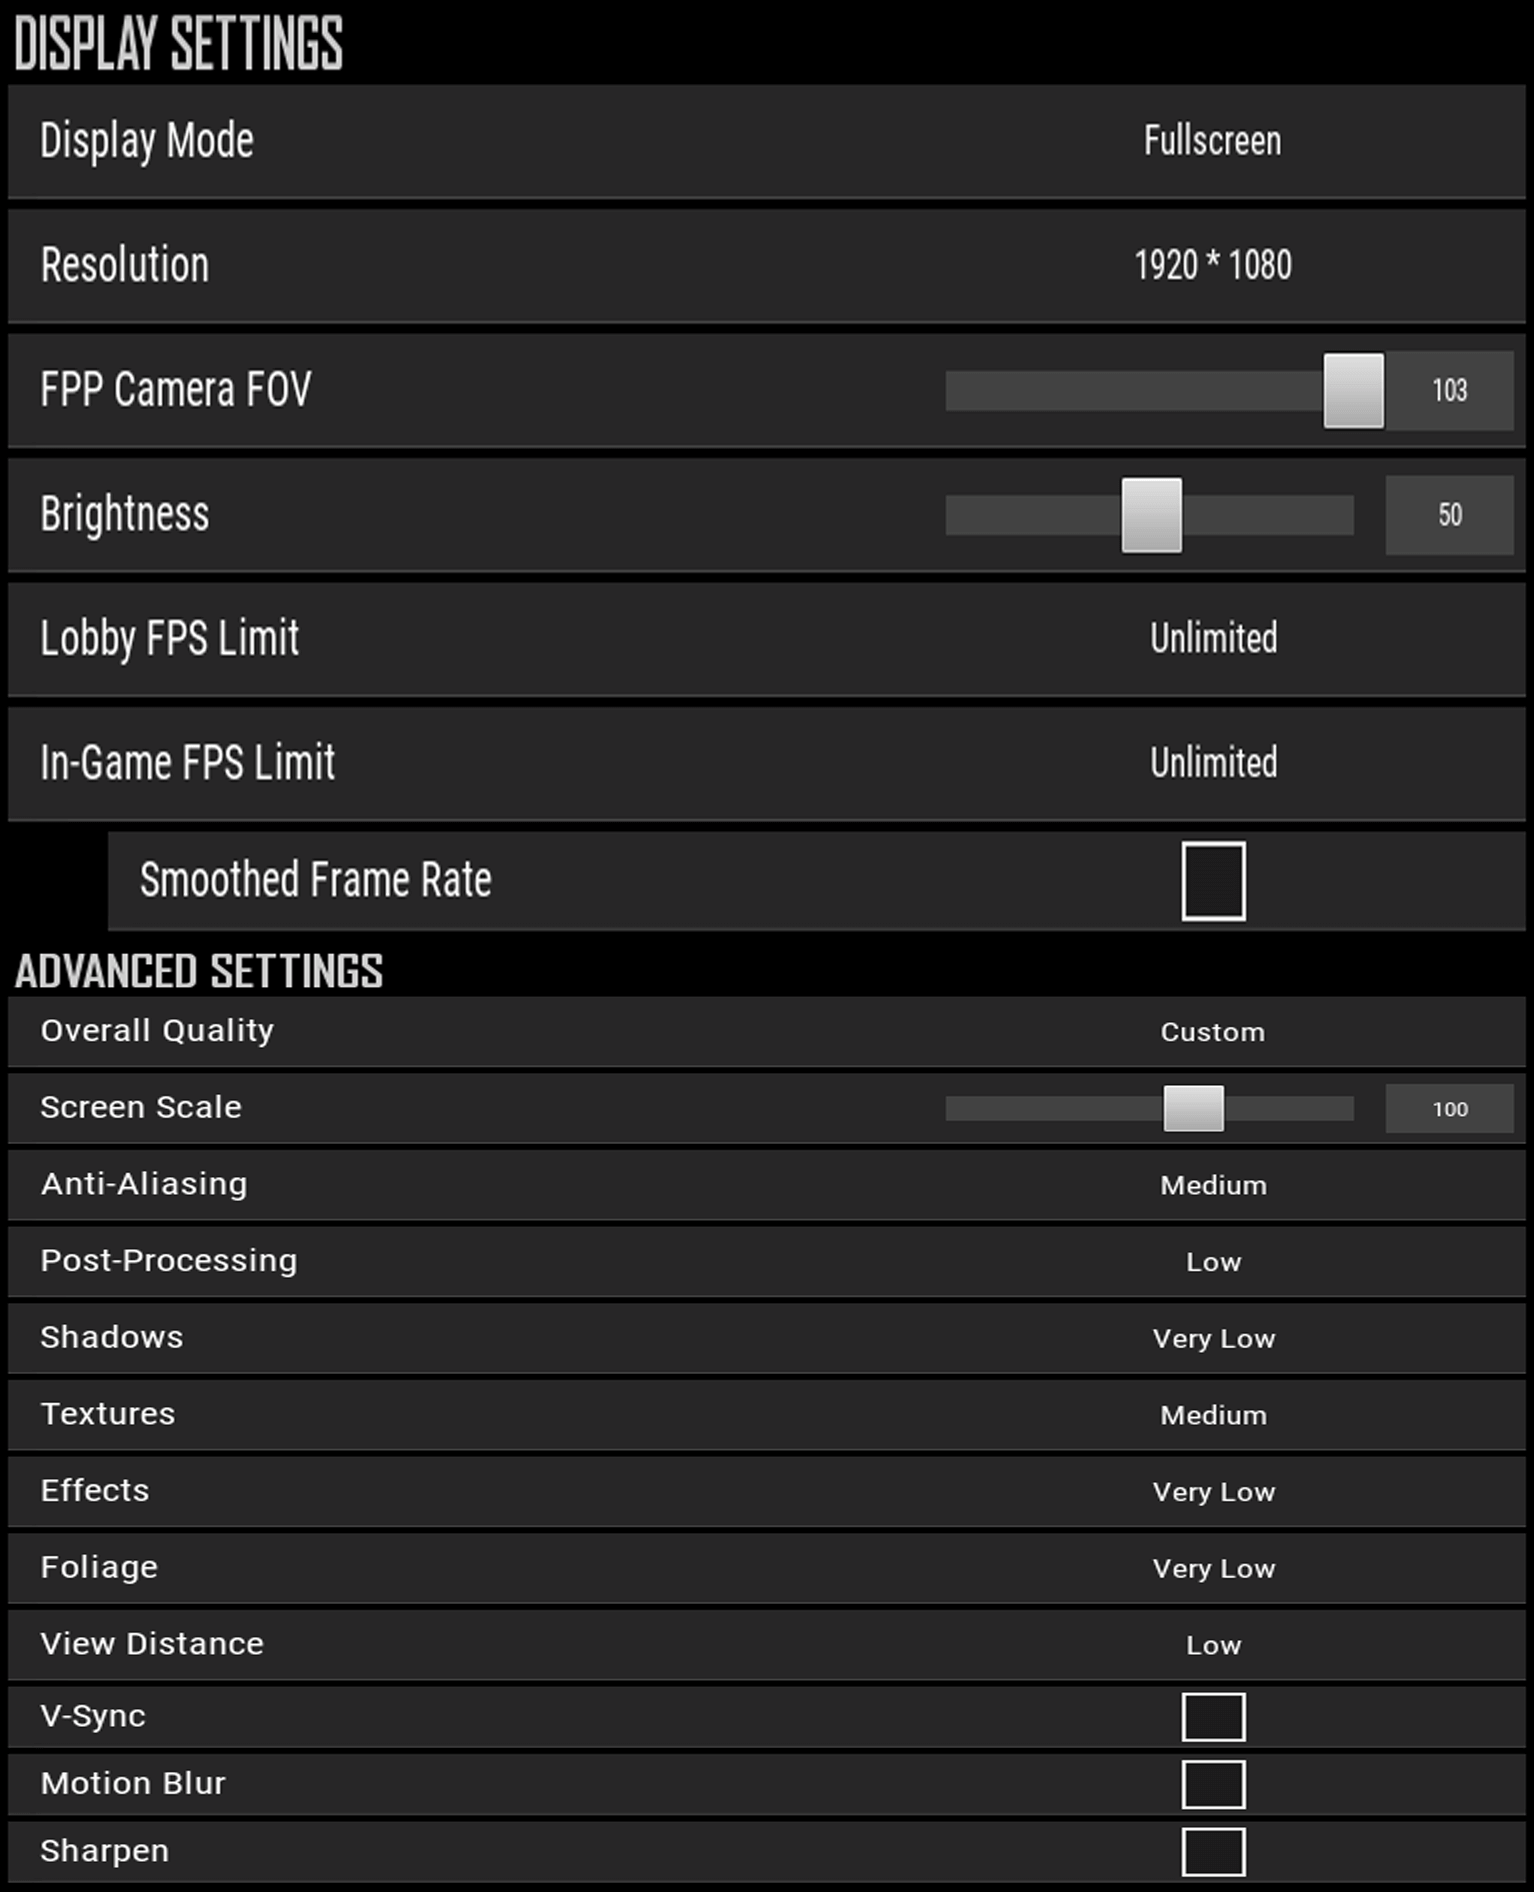 DISPLAY SETTINGS
Display Mode Fullscreen
Resolution 1920 * 1080
FPP Camera FOV 103
Brightness 50
Lobby FPS Limit Unlimited
In-Game FPS Limit Unlimited
Smoothed Frame Rate
ADVANCED SETTINGS
Overall Quality Custom
Screen Scale 100
Anti-Aliasing Medium
Post-Processing Low
Shadows Very Low
Textures Medium
Effects Very Low
Foliage Very Low
View Distance Low
V-Sync
Motion Blur
Sharpen